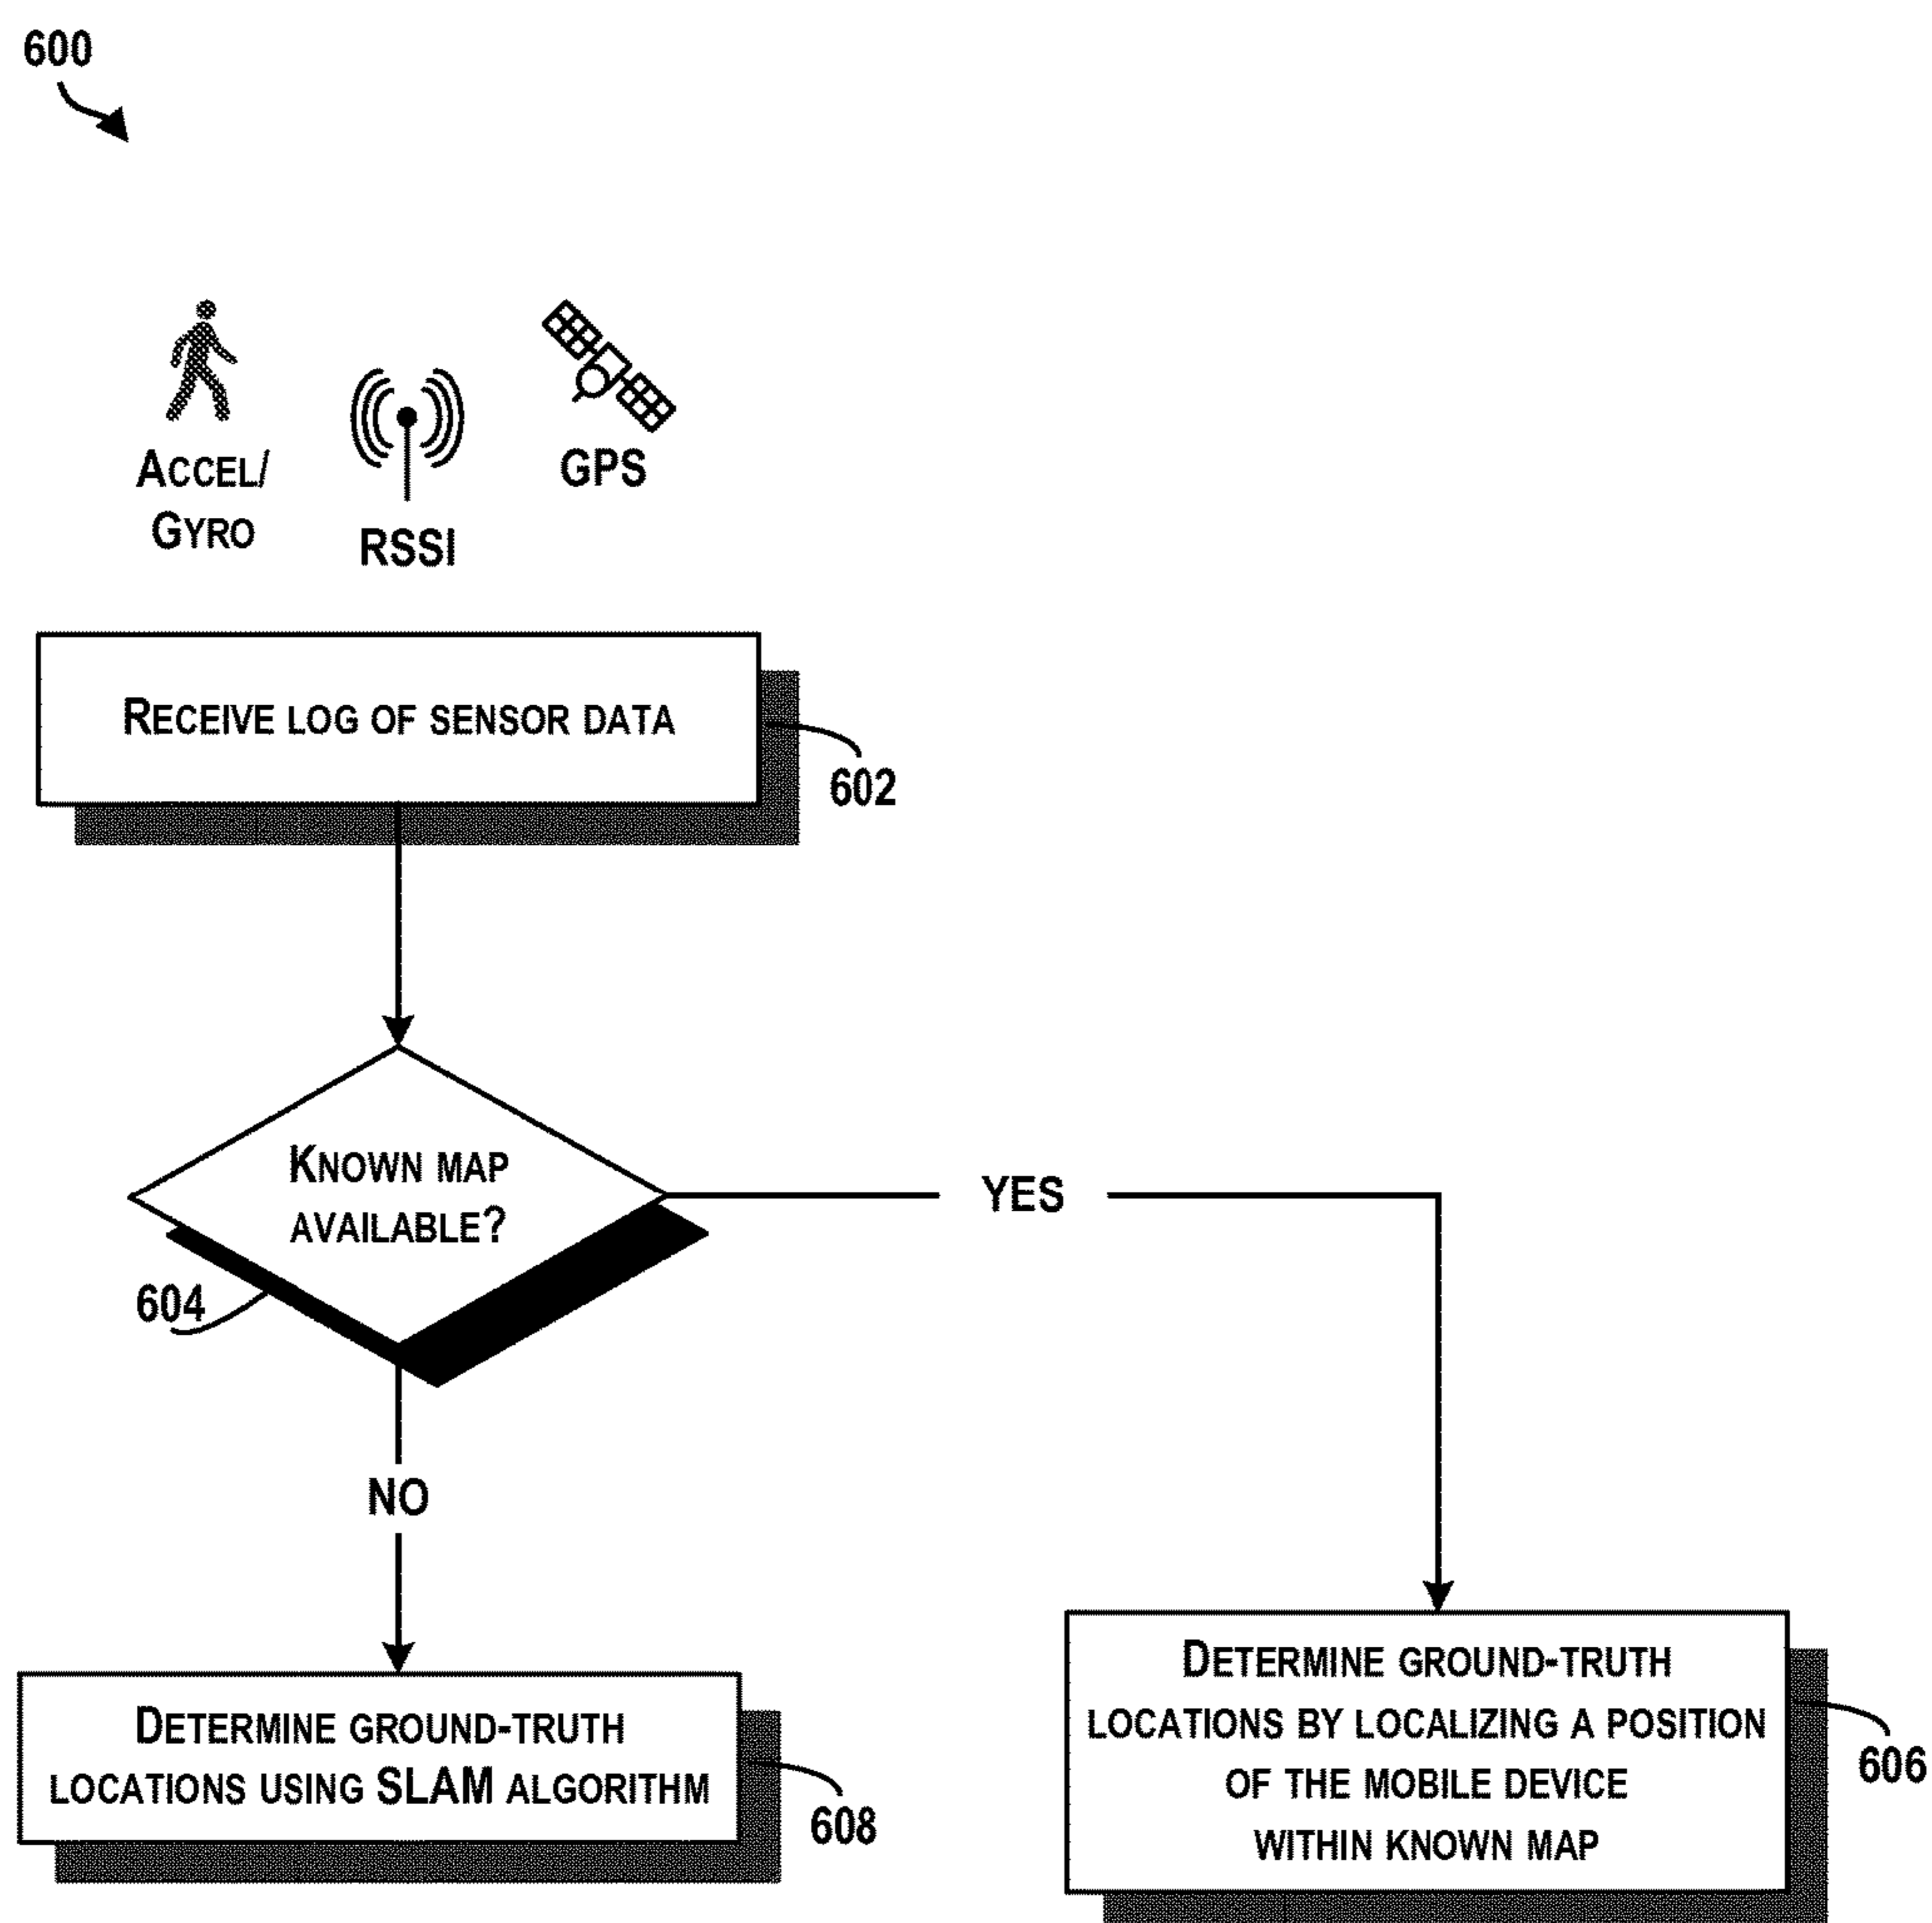 600
ACCEL/
GYRO
RSSI
GPS
RECEIVE LOG OF SENSOR DATA
602
KNOWN MAP
AVAILABLE?
604
YES
NO
DETERMINE GROUND-TRUTH
LOCATIONS USING SLAM ALGORITHM
608
DETERMINE GROUND-TRUTH
LOCATIONS BY LOCALIZING A POSITION
OF THE MOBILE DEVICE
WITHIN KNOWN MAP
606